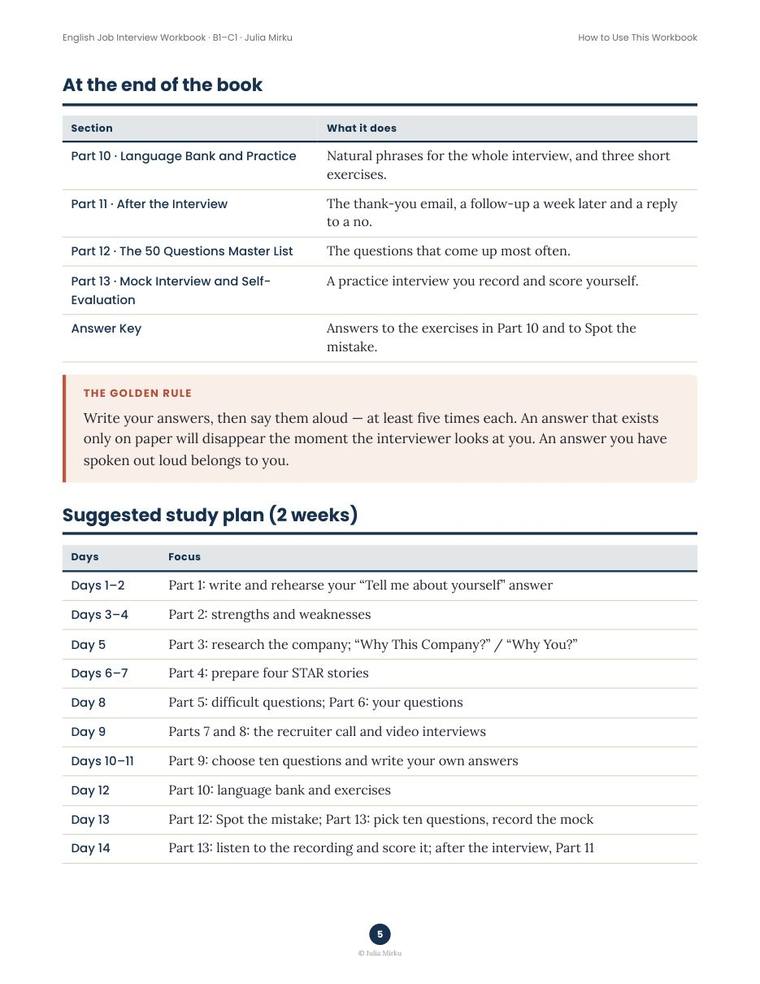 English Job Interview Workbook · B1–C1 · Julia Mirku
How to Use This Workbook
At the end of the book
Section
What it does
Part 10 · Language Bank and Practice
Natural phrases for the whole interview, and three short
exercises.
Part 11 · After the Interview
The thank-you email, a follow-up a week later and a reply
to a no.
Part 12 · The 50 Questions Master List
The questions that come up most often.
Part 13 · Mock Interview and Self-
Evaluation
A practice interview you record and score yourself.
Answer Key
Answers to the exercises in Part 10 and to Spot the
mistake.
THE GOLDEN RULE
Write your answers, then say them aloud — at least five times each. An answer that exists
only on paper will disappear the moment the interviewer looks at you. An answer you have
spoken out loud belongs to you.
Suggested study plan (2 weeks)
Days
Focus
Days 1–2
Part 1: write and rehearse your “Tell me about yourself” answer
Days 3–4
Part 2: strengths and weaknesses
Day 5
Part 3: research the company; “Why This Company?” / “Why You?”
Days 6–7
Part 4: prepare four STAR stories
Day 8
Part 5: difficult questions; Part 6: your questions
Day 9
Parts 7 and 8: the recruiter call and video interviews
Days 10–11
Part 9: choose ten questions and write your own answers
Day 12
Part 10: language bank and exercises
Day 13
Part 12: Spot the mistake; Part 13: pick ten questions, record the mock
Day 14
Part 13: listen to the recording and score it; after the interview, Part 11
5
© Julia Mirku